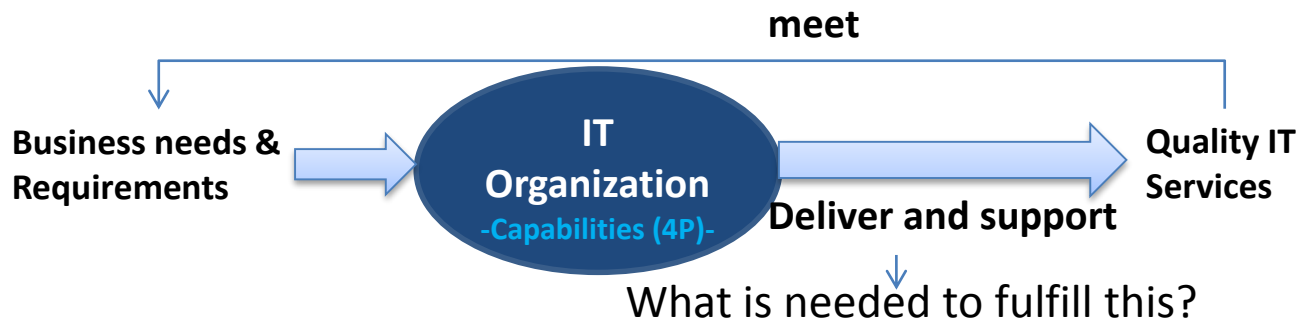 meet
Business needs &
Requirements
IT
Organization
-Capabilities (4P)-
Quality IT
Services
Deliver and support
What is needed to fulfill this?